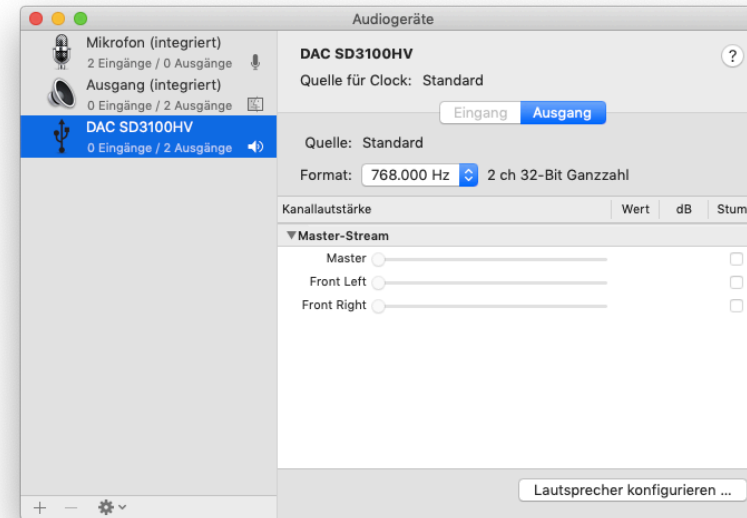 Audiogeräte
Mikrofon (integriert)
2 Eingänge / 0 Ausgänge
Ausgang (integriert)
0 Eingänge / 2 Ausgänge
DAC SD3100HV
0 Eingänge / 2 Ausgänge
DAC SD3100HV
?
Quelle für Clock: Standard
Eingang Ausgang
Quelle: Standard
Format: 768.000 Hz 2 ch 32-Bit Ganzzahl
Kanallautstärke Wert dB Stum
Master-Stream
Master
Front Left
Front Right
Lautsprecher konfigurieren ...